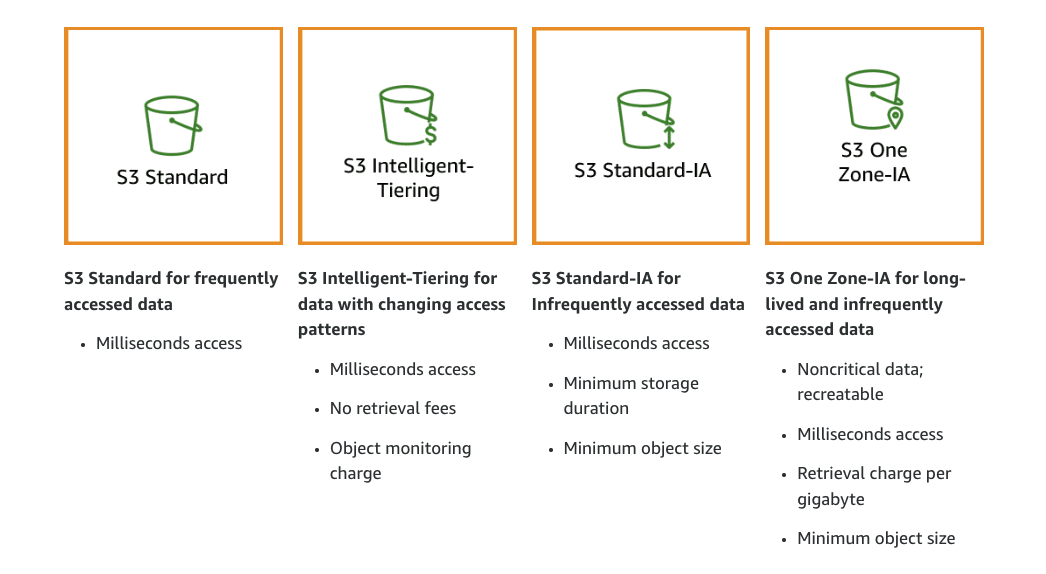 S3 Standard
S3 Intelligent-
Tiering
S3 Standard-IA
S3 One
Zone-IA
S3 Standard for frequently
accessed data
• Milliseconds access
S3 Intelligent-Tiering for
data with changing access
patterns
• Milliseconds access
• No retrieval fees
• Object monitoring
charge
S3 Standard-IA for
Infrequently accessed data
• Milliseconds access
• Minimum storage
duration
• Minimum object size
S3 One Zone-IA for long-
lived and infrequently
accessed data
• Noncritical data;
recreatable
• Milliseconds access
• Retrieval charge per
gigabyte
• Minimum object size